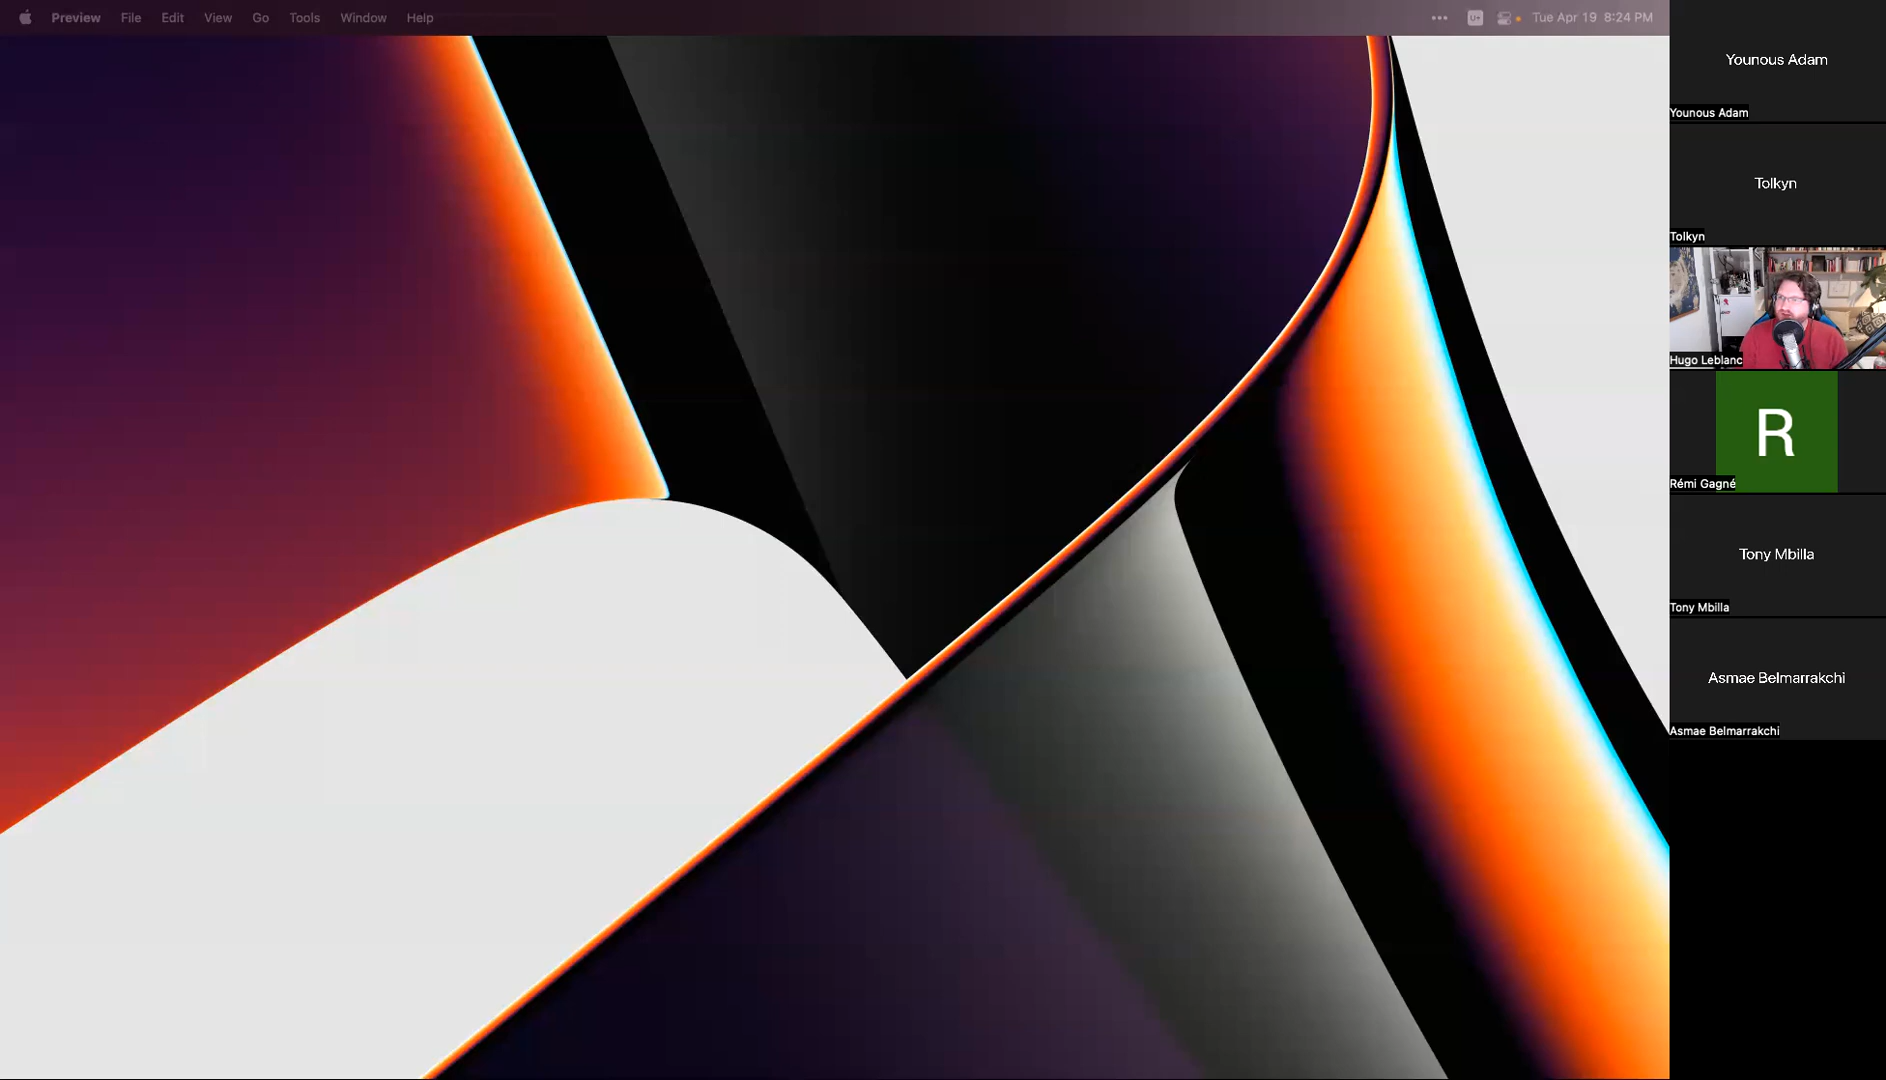 Preview File Edit View Go Tools Window Help Tue Apr 19 8:24 PM
Younous Adam
Younous Adam
Tolkyn
Tolkyn
Hugo Leblanc
R
Rémi Gagné
Tony Mbilla
Tony Mbilla
Asmae Belmarrakchi
Asmae Belmarrakchi